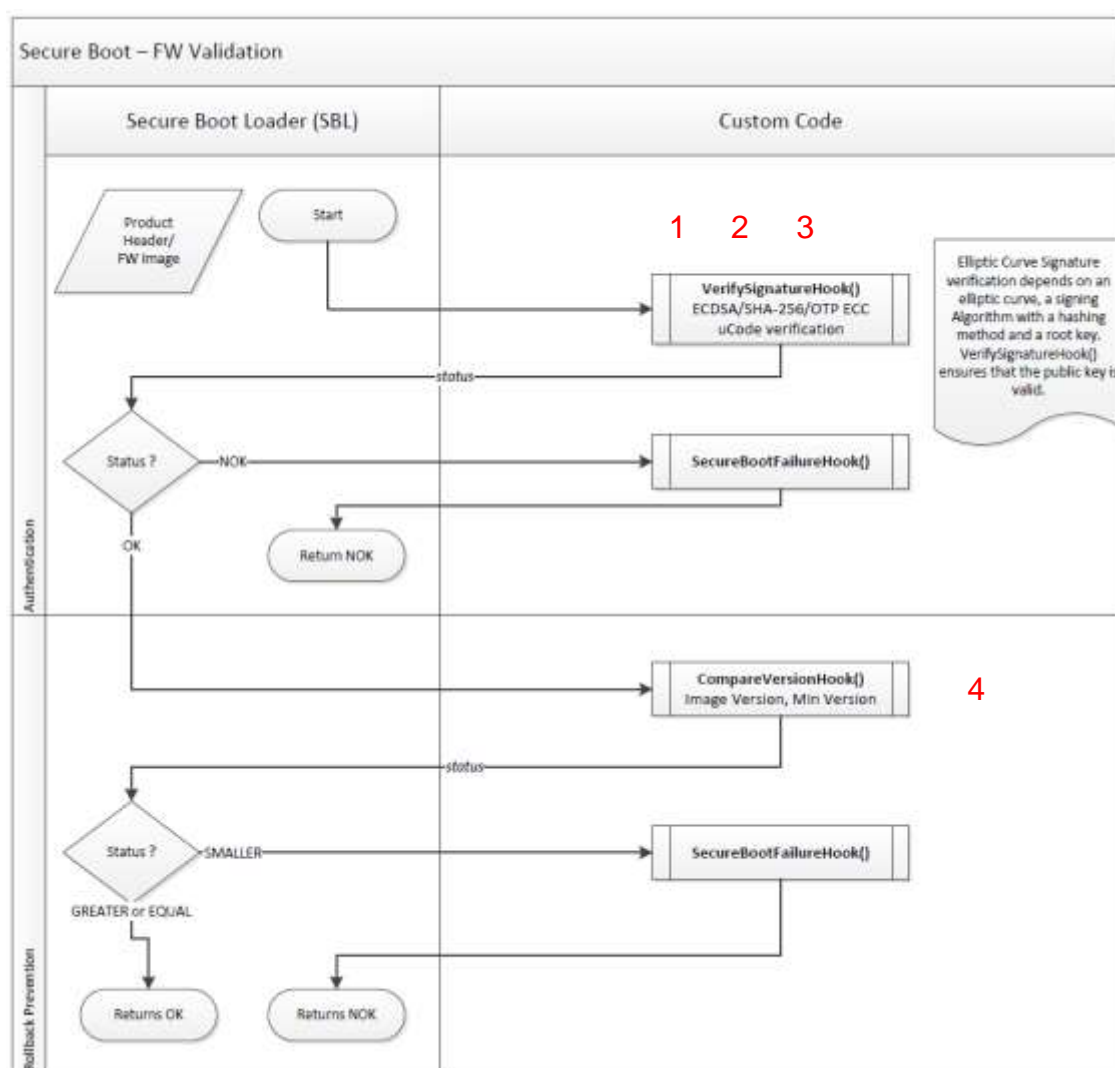 Secure Boot – FW Validation
Secure Boot Loader (SBL)
Custom Code
Product
Header/
FW Image
Start
1 2 3
VerifySignatureHook()
ECDSA/SHA-256/OTP ECC
uCode verification
Elliptic Curve Signature
verification depends on an
elliptic curve, a signing
Algorithm with a hashing
method and a root key.
VerifySignatureHook()
ensures that the public key is
valid.
status
Status ?
NOK
SecureBootFailureHook()
OK
Return NOK
Authentication
CompareVersionHook()
Image Version, Min Version
4
status
Status ?
SMALLER
SecureBootFailureHook()
GREATER or EQUAL
Returns OK
Returns NOK
Rollback Prevention